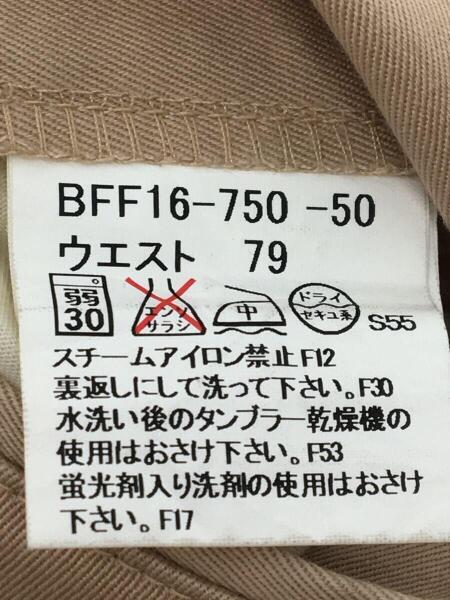 BFF16-750 -50
ウエスト 79
弱 30 エンソ サラシ 中 ドライ セキユ系 S55
スチームアイロン禁止F12
裏返しにして洗って下さい。F30
水洗い後のタンブラー乾燥機の
使用はおさけ下さい。F53
蛍光剤入り洗剤の使用はおさけ
下さい。F17